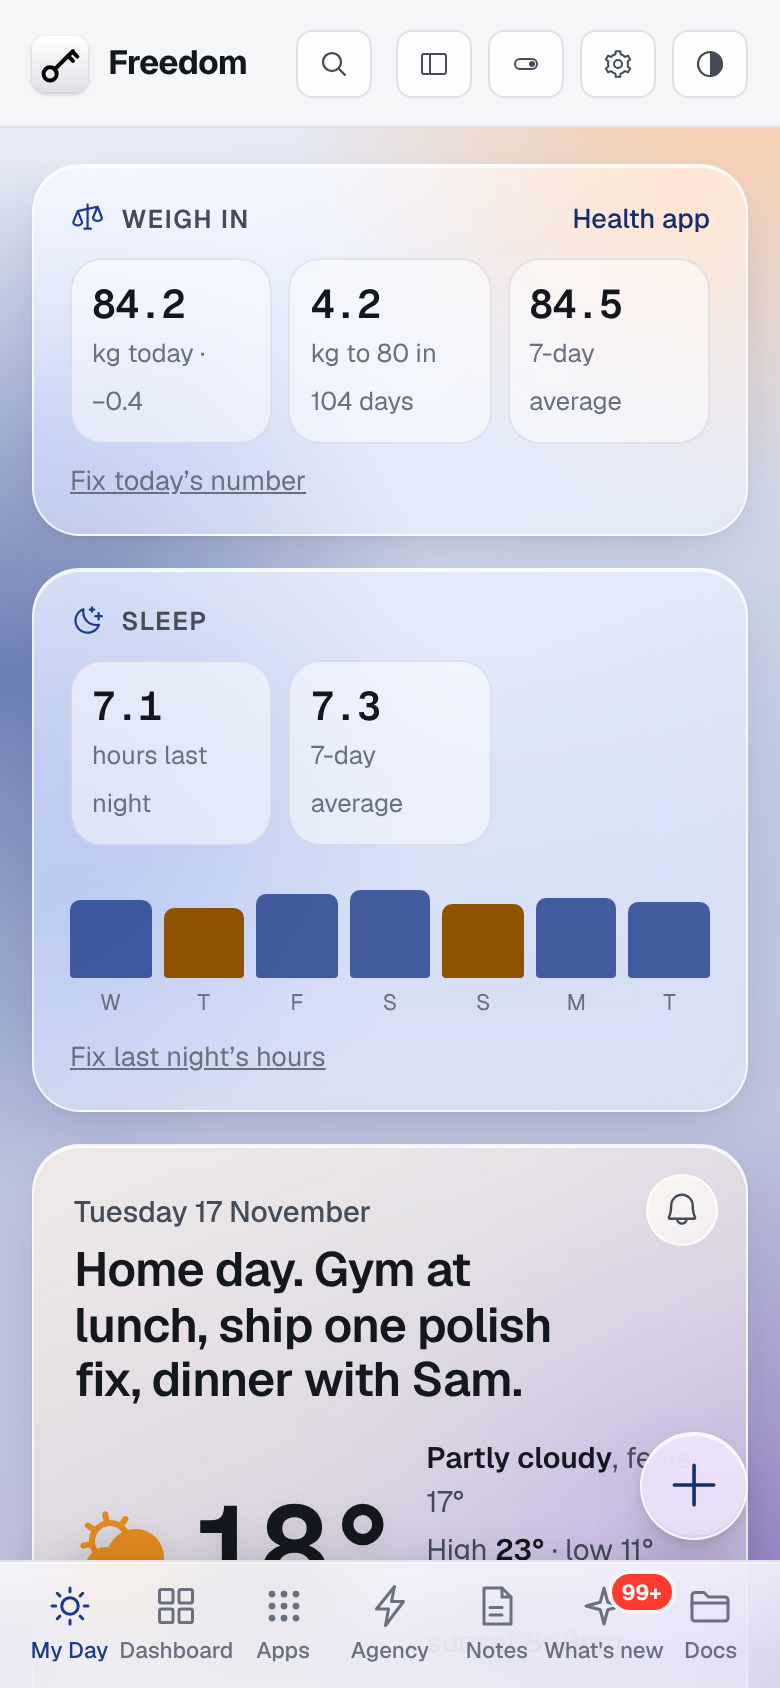 Freedom
WEIGH IN
Health app
84.2
kg today ·
−0.4
4.2
kg to 80 in
104 days
84.5
7-day
average
Fix today’s number
SLEEP
7.1
hours last
night
7.3
7-day
average
W T F S S M T
Fix last night’s hours
Tuesday 17 November
Home day. Gym at
lunch, ship one polish
fix, dinner with Sam.
18°
Partly cloudy, feels
17°
High 23° · low 11°
99+
My Day Dashboard Apps Agency Notes What's new Docs